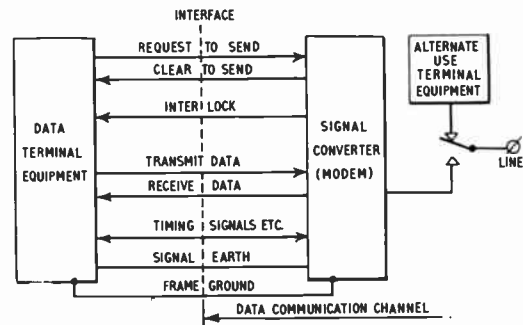 INTERFACE
REQUEST TO SEND
CLEAR TO SEND
INTERLOCK
DATA
TERMINAL
EQUIPMENT
TRANSMIT DATA
RECEIVE DATA
TIMING SIGNALS ETC.
SIGNAL EARTH
FRAME GROUND
SIGNAL
CONVERTER
(MODEM)
ALTERNATE
USE
TERMINAL
EQUIPMENT
LINE
DATA COMMUNICATION CHANNEL